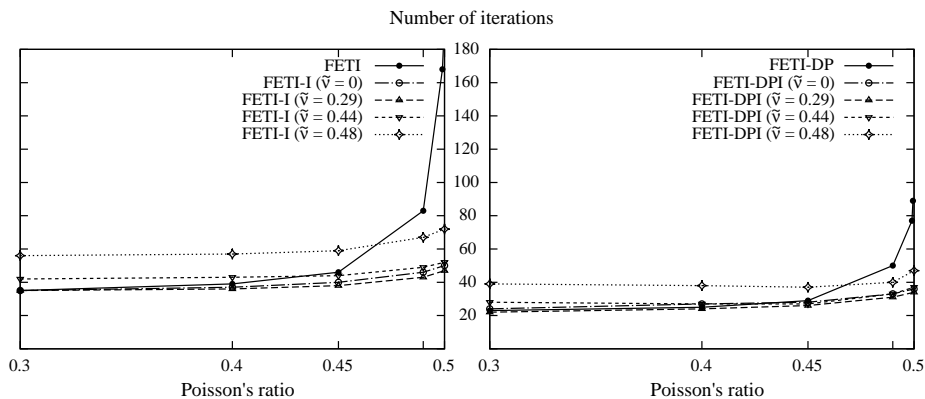 Number of iterations
FETI
FETI-I (ν̃ = 0)
FETI-I (ν̃ = 0.29)
FETI-I (ν̃ = 0.44)
FETI-I (ν̃ = 0.48)
0.3
0.4
0.45
0.5
Poisson's ratio
180
160
140
120
100
80
60
40
20
FETI-DP
FETI-DPI (ν̃ = 0)
FETI-DPI (ν̃ = 0.29)
FETI-DPI (ν̃ = 0.44)
FETI-DPI (ν̃ = 0.48)
0.3
0.4
0.45
0.5
Poisson's ratio